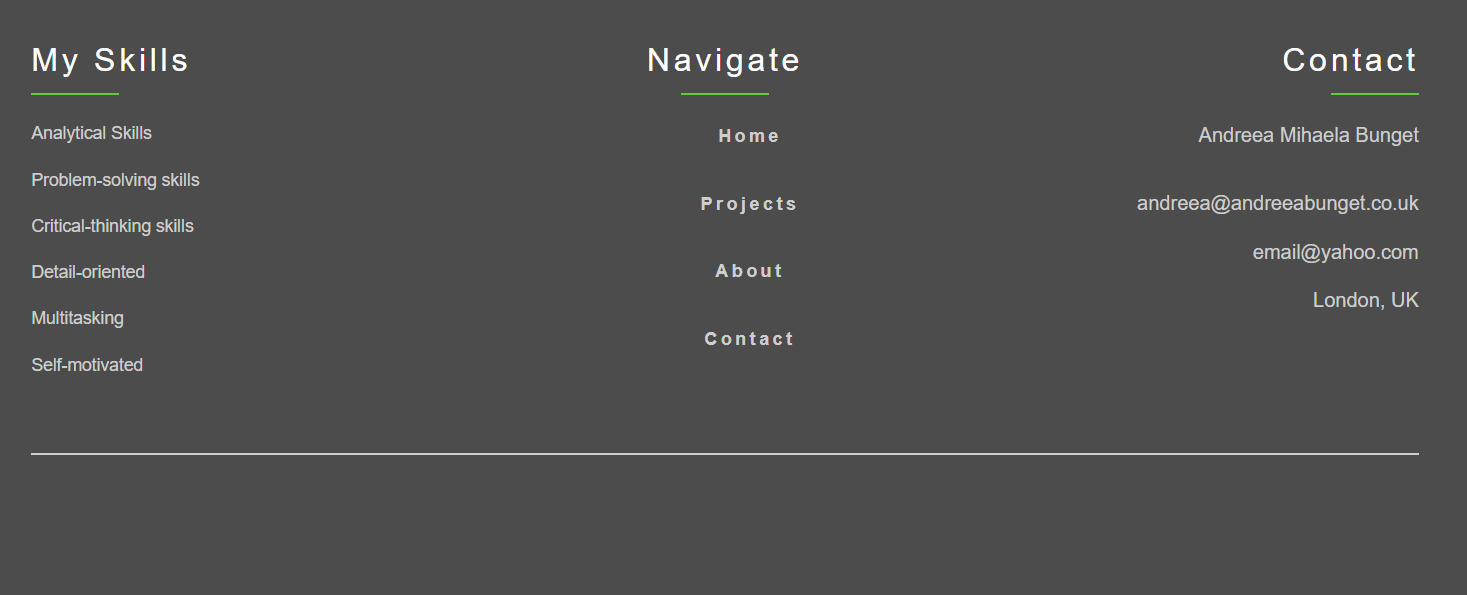 My Skills
Analytical Skills
Problem-solving skills
Critical-thinking skills
Detail-oriented
Multitasking
Self-motivated
Navigate
Home
Projects
About
Contact
Contact
Andreea Mihaela Bunget
andreea@andreeabunget.co.uk
email@yahoo.com
London, UK